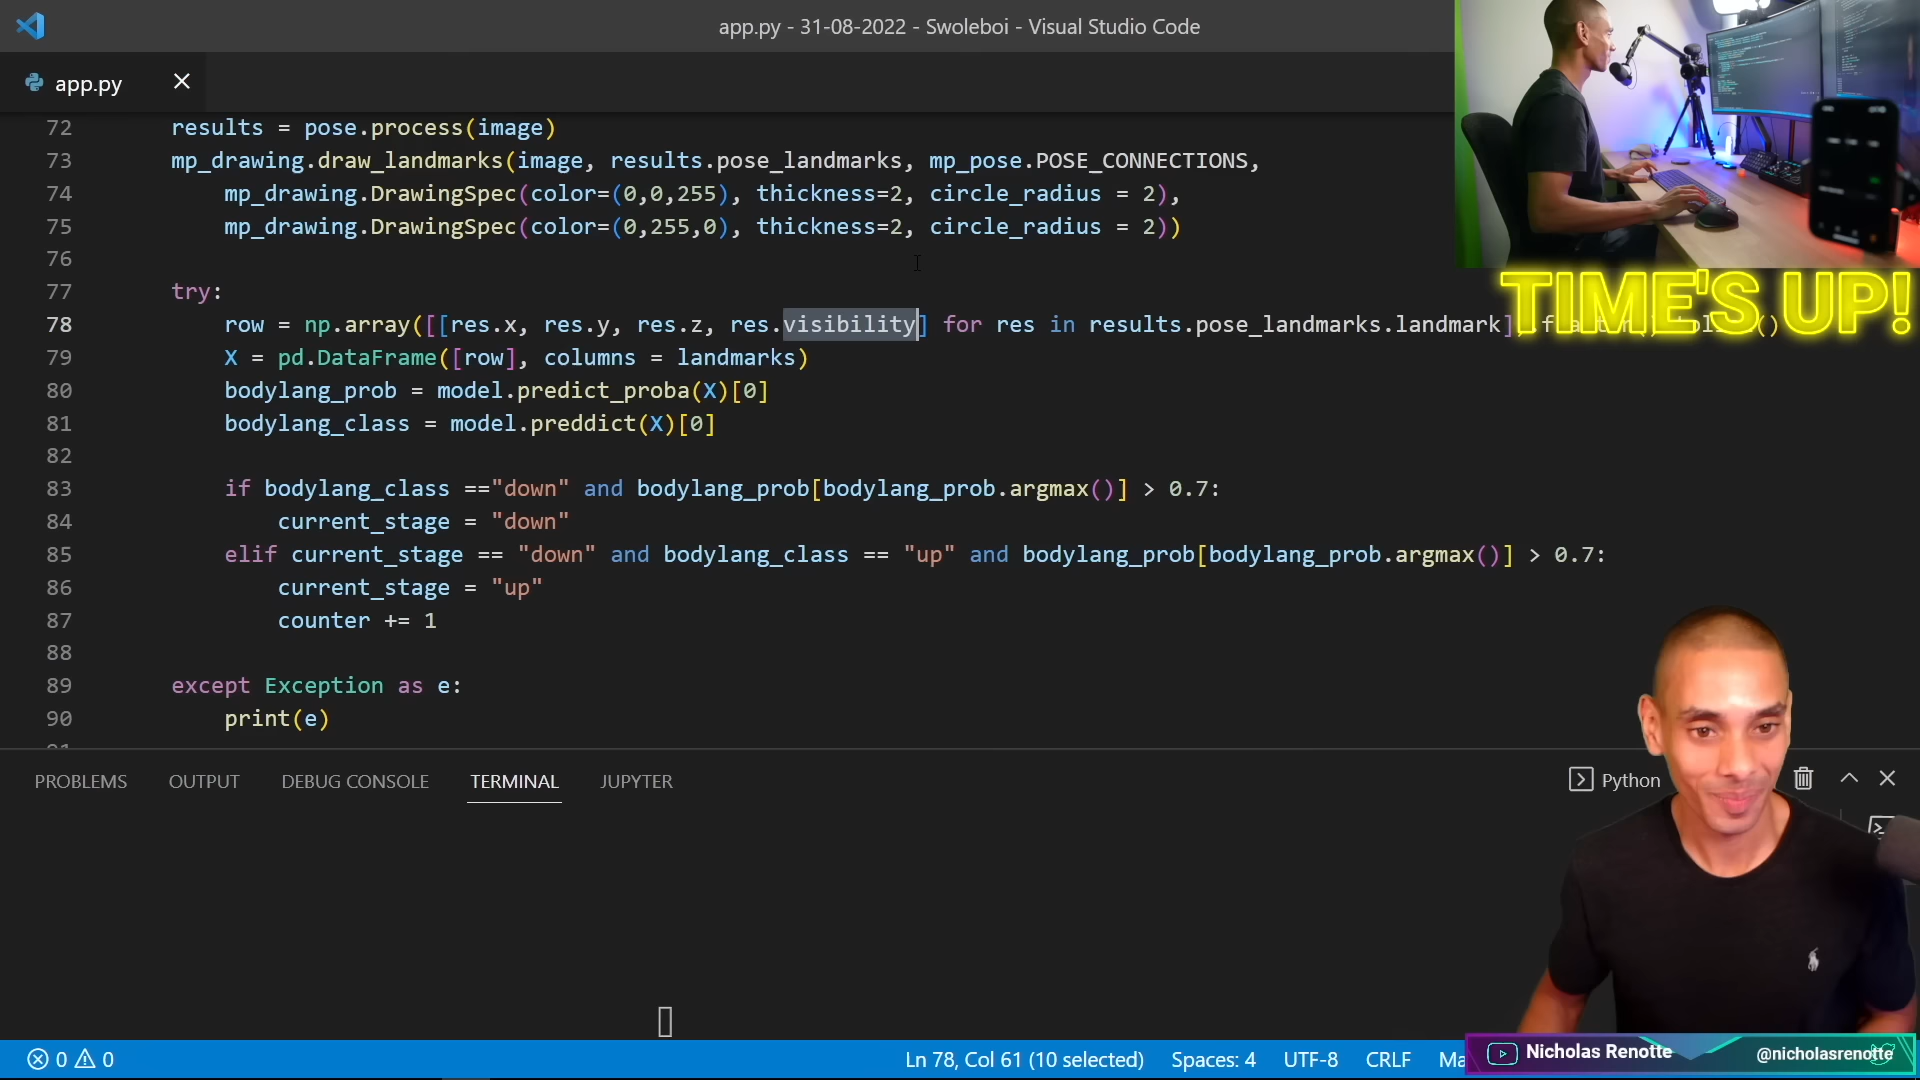 app.py - 31-08-2022 - Swoleboi - Visual Studio Code
app.py
72 results = pose.process(image)
73 mp_drawing.draw_landmarks(image, results.pose_landmarks, mp_pose.POSE_CONNECTIONS,
74 mp_drawing.DrawingSpec(color=(0,0,255), thickness=2, circle_radius = 2),
75 mp_drawing.DrawingSpec(color=(0,255,0), thickness=2, circle_radius = 2))
76
77 try:
78 row = np.array([[res.x, res.y, res.z, res.visibility] for res in results.pose_landmarks.landmark]
79 X = pd.DataFrame([row], columns = landmarks)
80 bodylang_prob = model.predict_proba(X)[0]
81 bodylang_class = model.preddict(X)[0]
82
83 if bodylang_class =="down" and bodylang_prob[bodylang_prob.argmax()] > 0.7:
84 current_stage = "down"
85 elif current_stage == "down" and bodylang_class == "up" and bodylang_prob[bodylang_prob.argmax()] > 0.7:
86 current_stage = "up"
87 counter += 1
88
89 except Exception as e:
90 print(e)
TIME'S UP!
PROBLEMS OUTPUT DEBUG CONSOLE TERMINAL JUPYTER
Python
0 0
Ln 78, Col 61 (10 selected) Spaces: 4 UTF-8 CRLF
Nicholas Renotte @nicholasrenotte